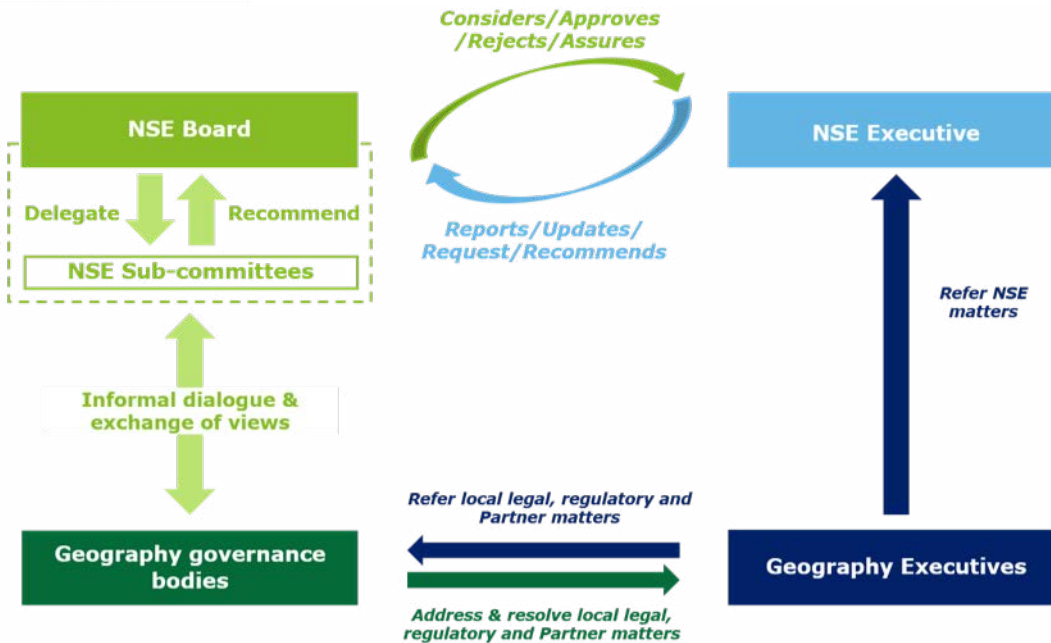 Considers/Approves
/Rejects/Assures
NSE Board
NSE Executive
Delegate
Recommend
Reports/Updates/
Request/Recommends
NSE Sub-committees
Refer NSE
matters
Informal dialogue &
exchange of views
Refer local legal, regulatory and
Partner matters
Geography governance
bodies
Geography Executives
Address & resolve local legal,
regulatory and Partner matters